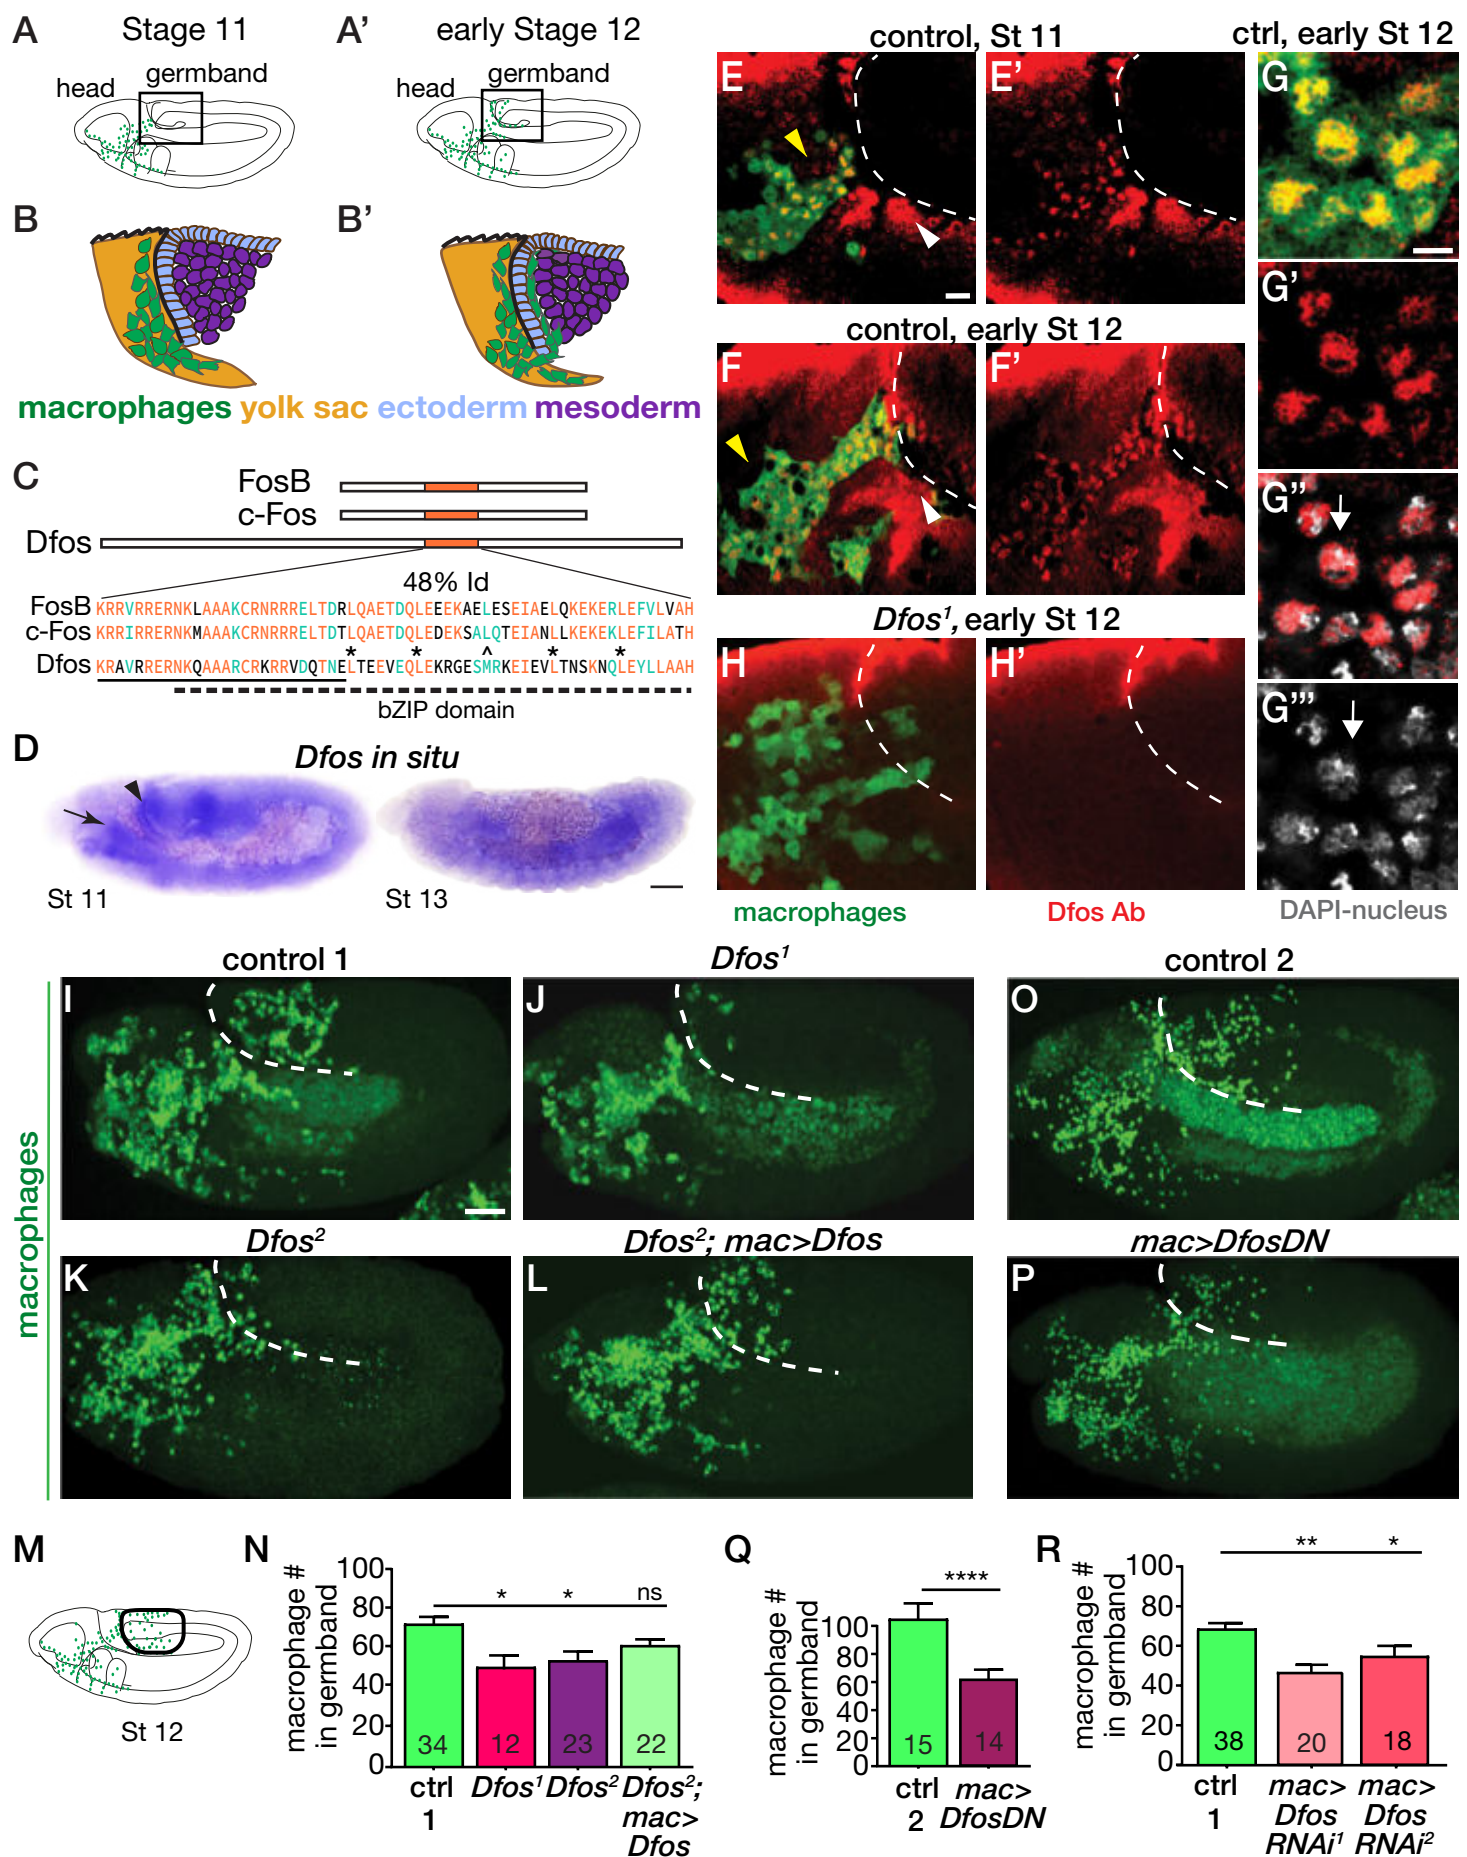 A Stage 11
A' early Stage 12
head germband
head germband
B
B'
macrophages yolk sac ectoderm mesoderm
C
FosB
c-Fos
Dfos
48% Id
FosB KRRVRRERNKLAAAKCRNRRRELTDRLQAETDQLEEEKAELESEIAELQKEKERLEFVLVAH
c-Fos KRRIRRERNKMAAAKCRNRRRELTDTLQAETDQLEDEKSALQTEIANLLKEKEKLEFILATH
* * ^ * *
Dfos KRAVRRERNKQAAARCRKRRVDQTNELTEEVEQLEKRGESMRKEIEVLTNSKNQLEYLLAAH
bZIP domain
D Dfos in situ
St 11
St 13
control, St 11
E E'
control, early St 12
F F'
Dfos¹, early St 12
H H'
macrophages Dfos Ab
ctrl, early St 12
G
G'
G''
G'''
DAPI-nucleus
macrophages
control 1
I
Dfos¹
J
control 2
O
Dfos²
K
Dfos²; mac>Dfos
L
mac>DfosDN
P
M
St 12
N
macrophage #
in germband
100
80
60
40
20
0
* * ns
34 12 23 22
ctrl 1
Dfos¹
Dfos²
Dfos²;
mac>
Dfos
Q
macrophage #
in germband
100
80
60
40
20
0
****
15 14
ctrl 2
mac>
DfosDN
R
macrophage #
in germband
100
80
60
40
20
0
** *
38 20 18
ctrl 1
mac>
Dfos
RNAi¹
mac>
Dfos
RNAi²